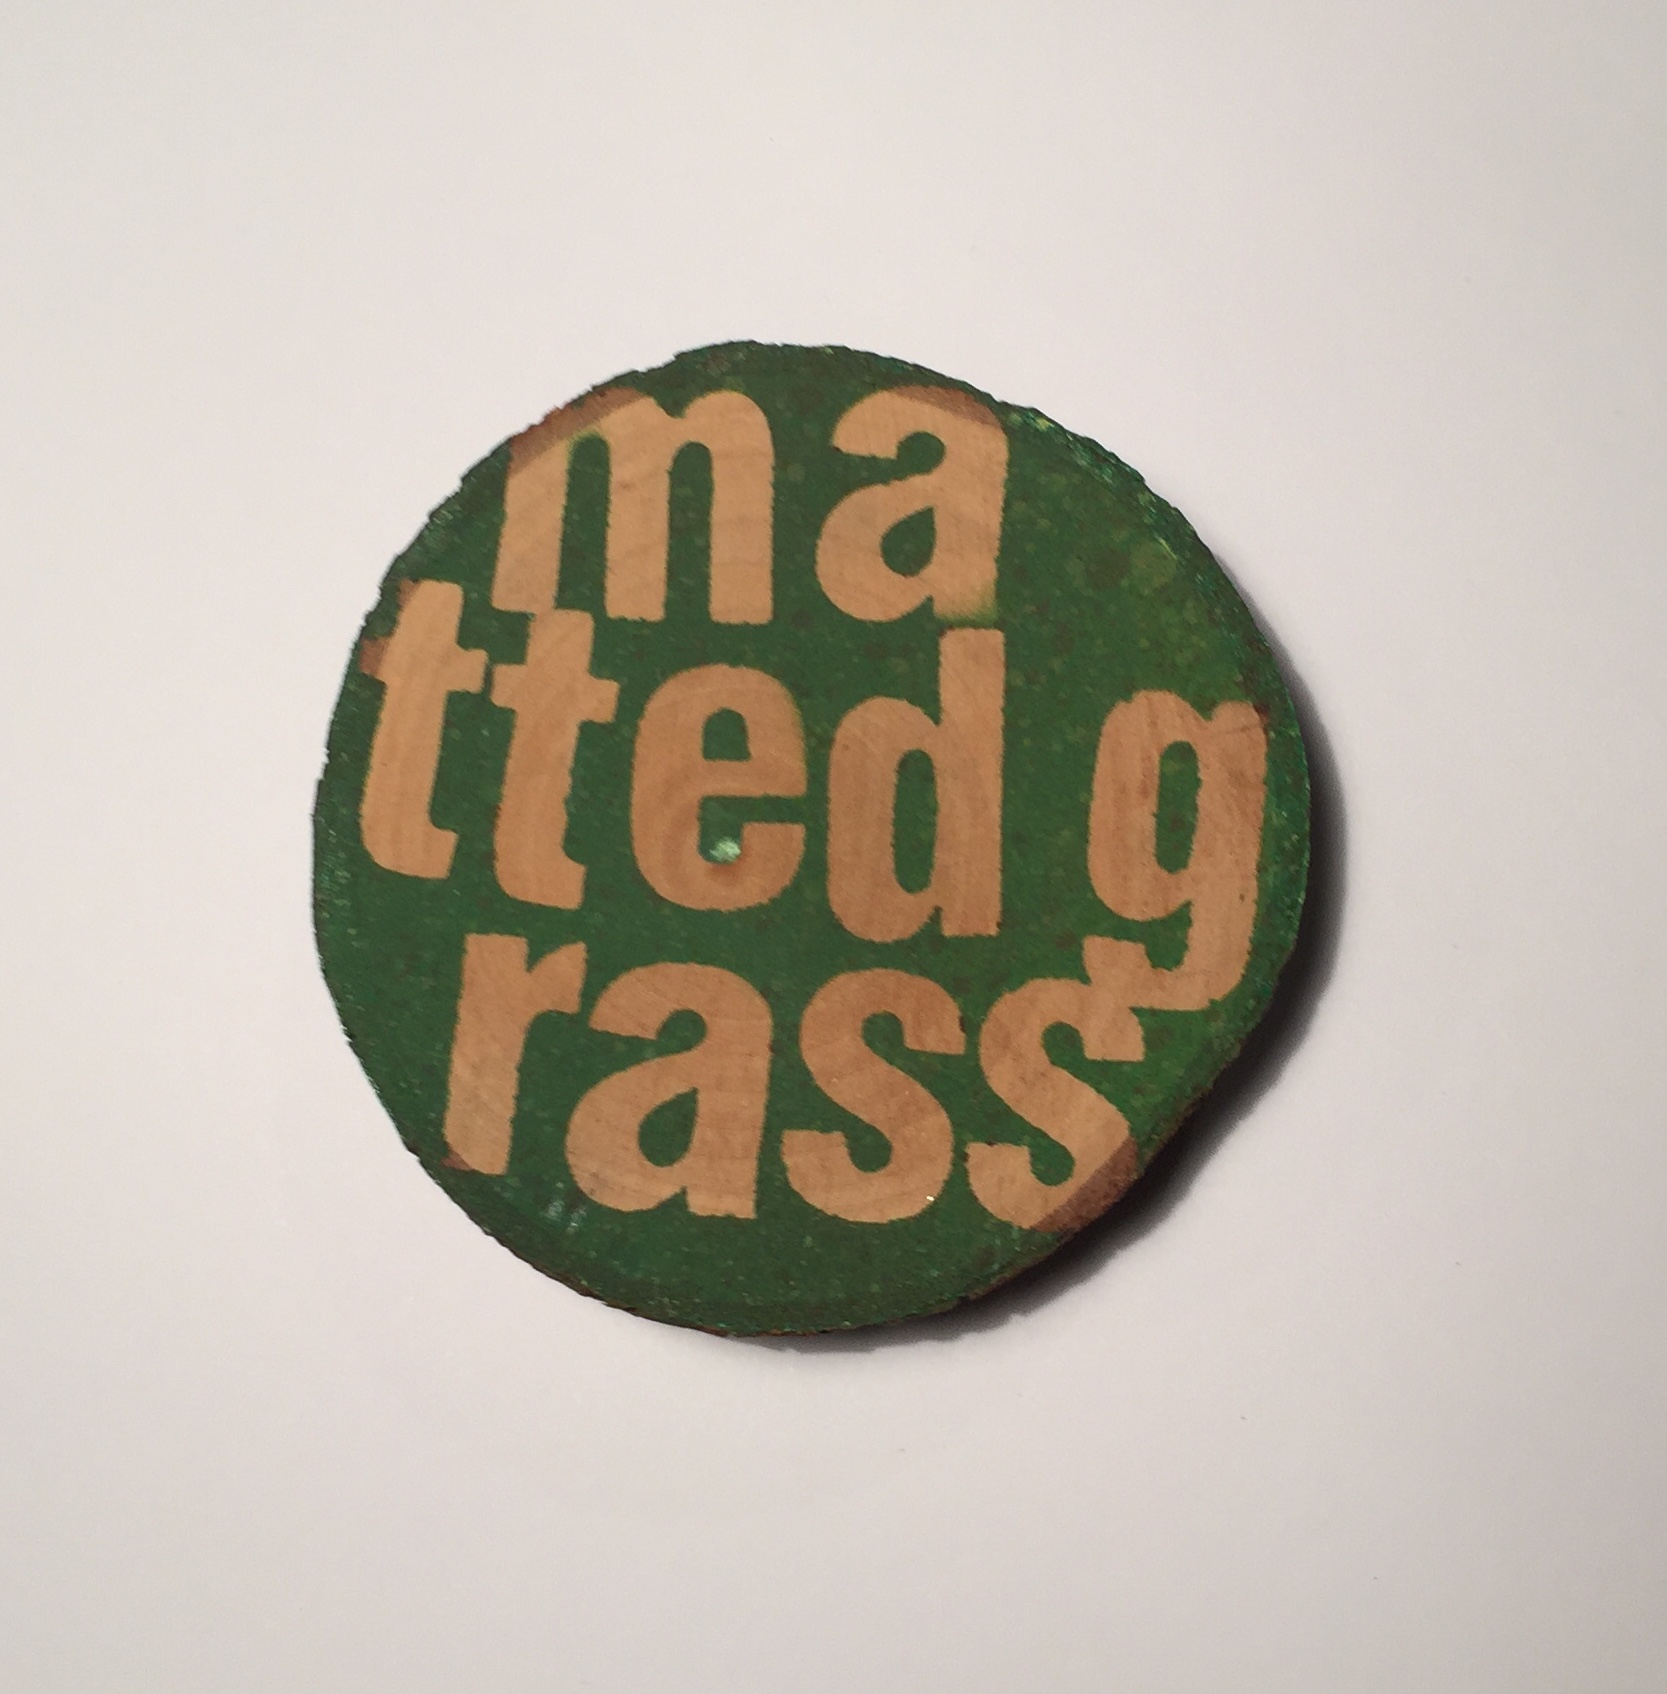 ma
tted g
rass